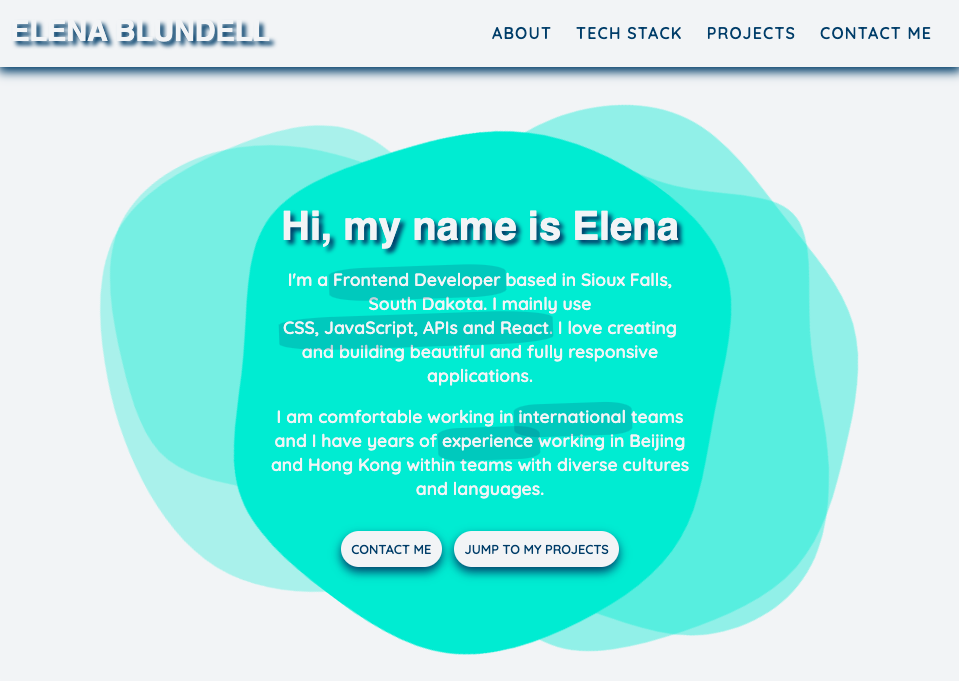 ELENA BLUNDELL
ABOUT TECH STACK PROJECTS CONTACT ME
Hi, my name is Elena
I'm a Frontend Developer based in Sioux Falls,
South Dakota. I mainly use
CSS, JavaScript, APIs and React. I love creating
and building beautiful and fully responsive
applications.
I am comfortable working in international teams
and I have years of experience working in Beijing
and Hong Kong within teams with diverse cultures
and languages.
CONTACT ME JUMP TO MY PROJECTS